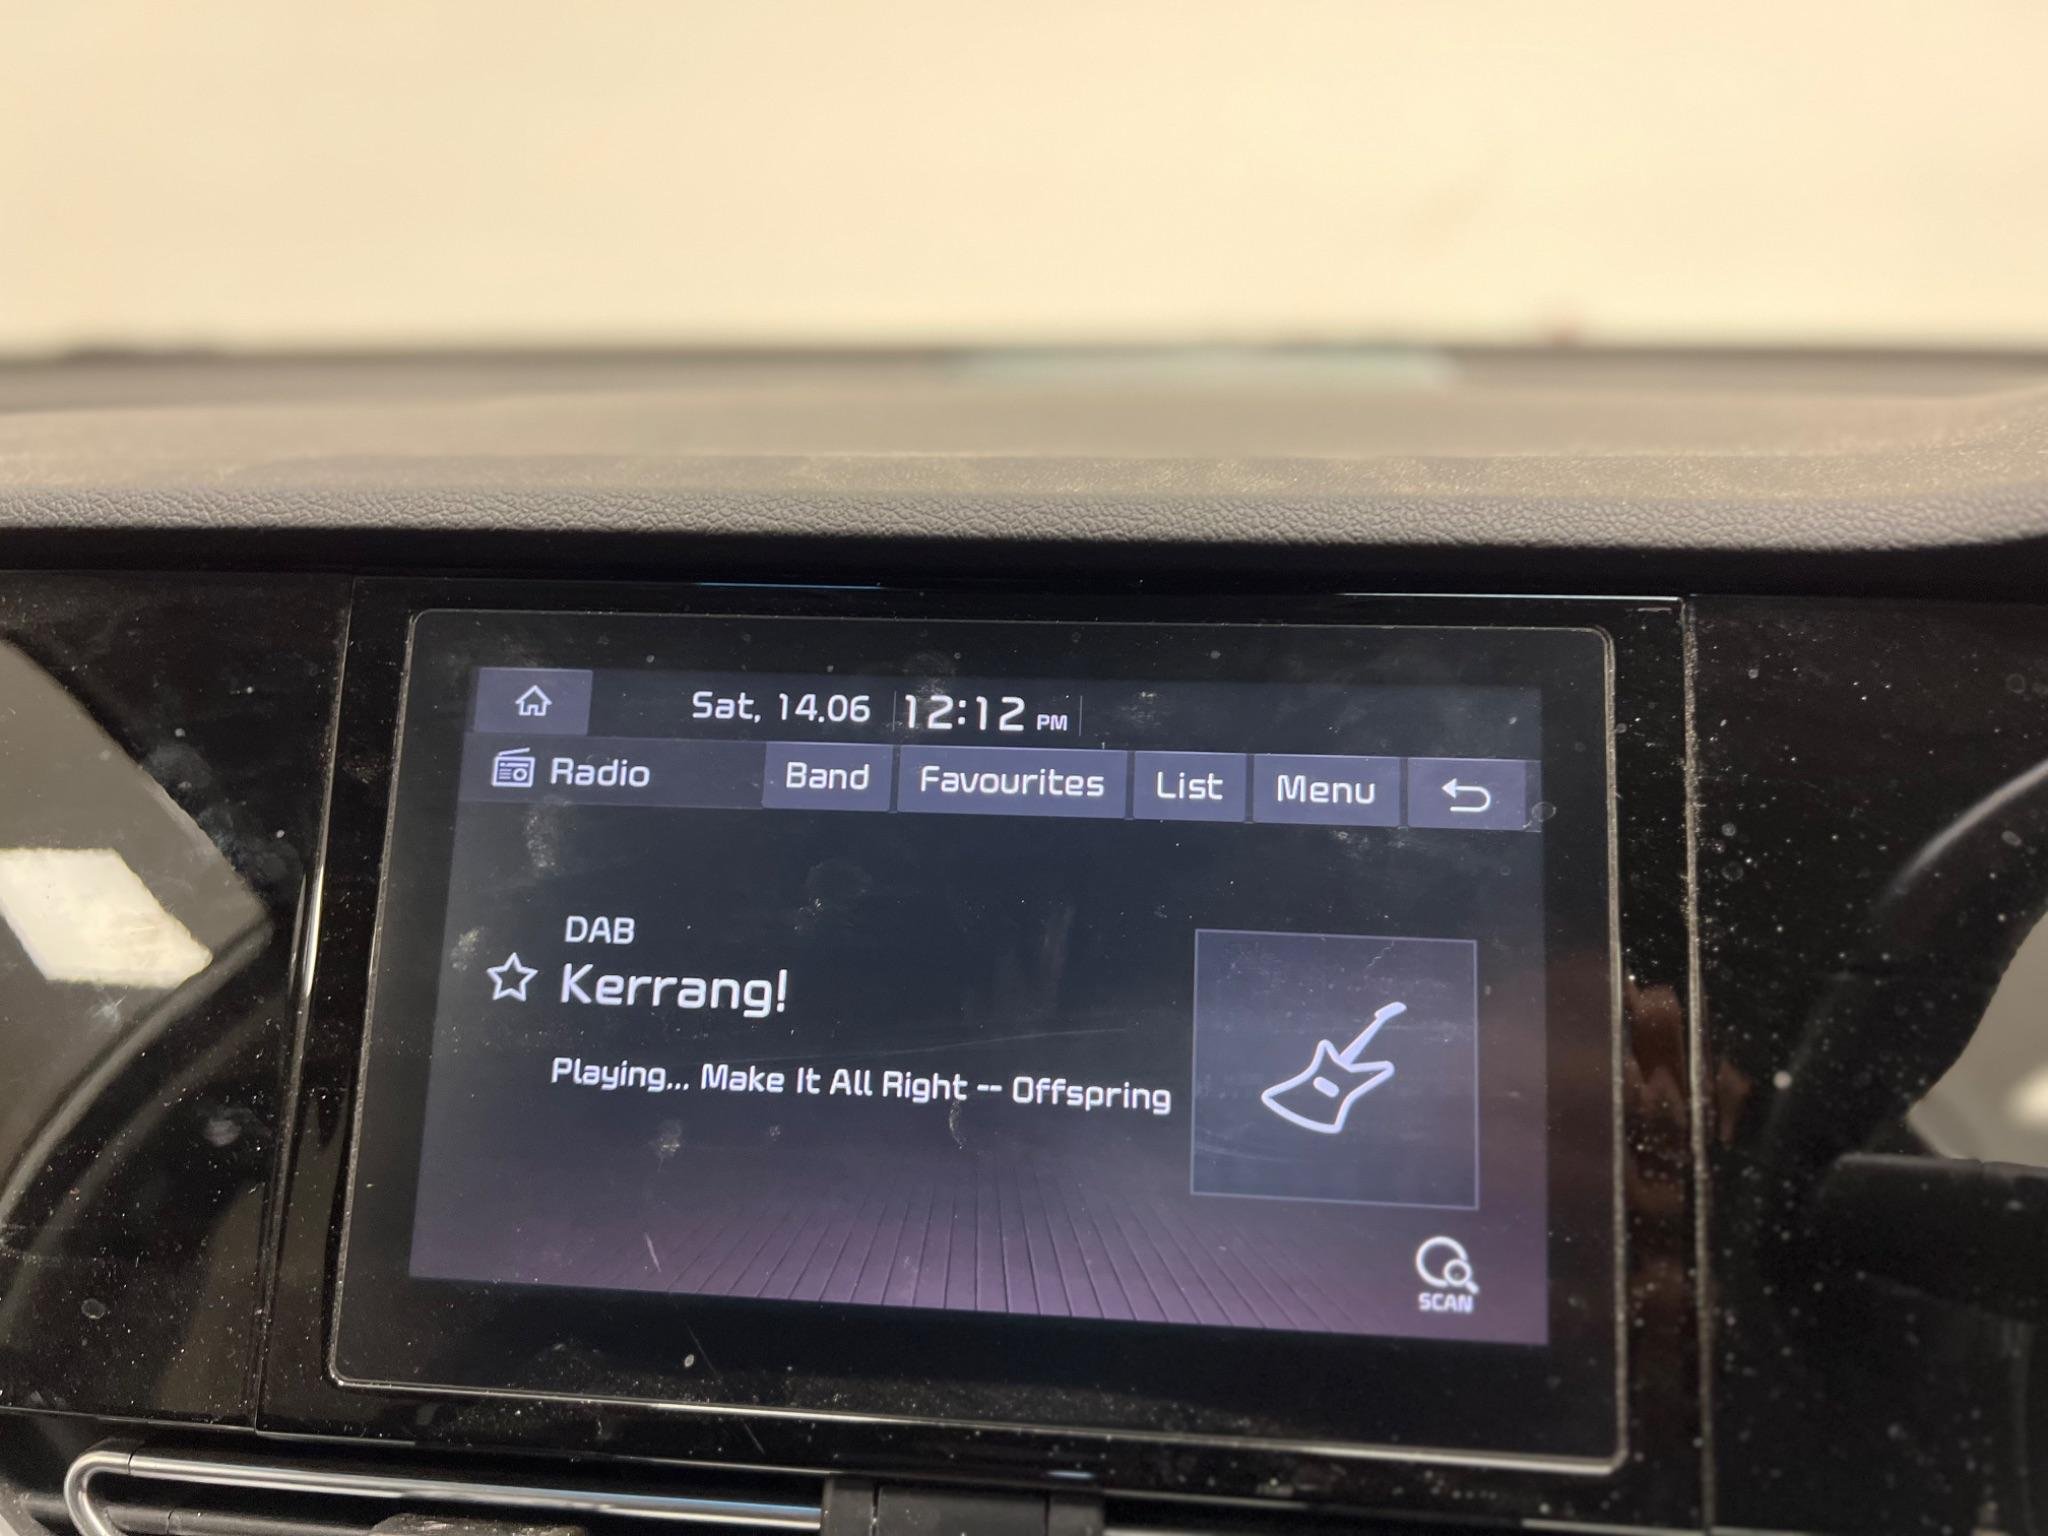 Sat, 14.06 12:12 PM
Radio Band Favourites List Menu
DAB
Kerrang!
Playing... Make It All Right -- Offspring
SCAN